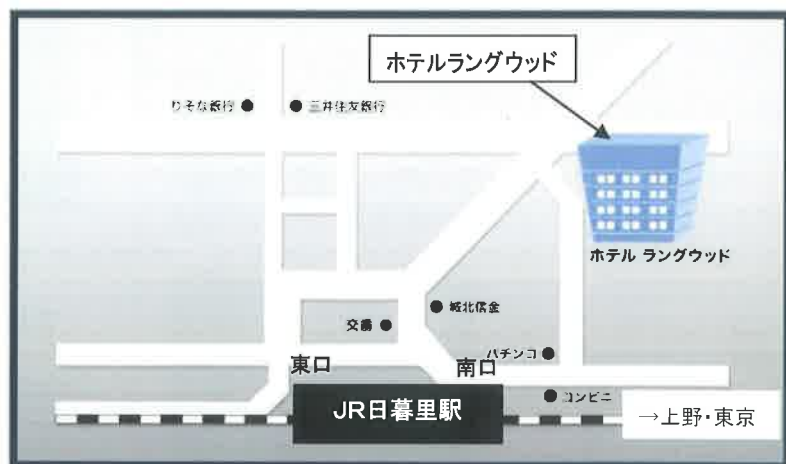 ホテルラングウッド
りそな銀行
三井住友銀行
ホテル ラングウッド
城北信金
交番
パチンコ
東口
南口
コンビニ
JR日暮里駅
→上野・東京